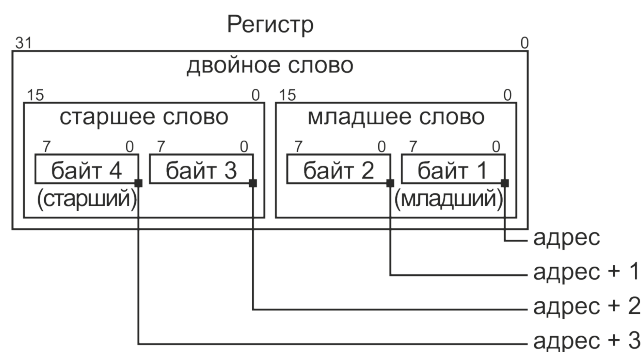 Регистр
31 0
двойное слово
15 0 15 0
старшее слово младшее слово
7 0 7 0 7 0 7 0
байт 4 байт 3 байт 2 байт 1
(старший) (младший)
адрес
адрес + 1
адрес + 2
адрес + 3